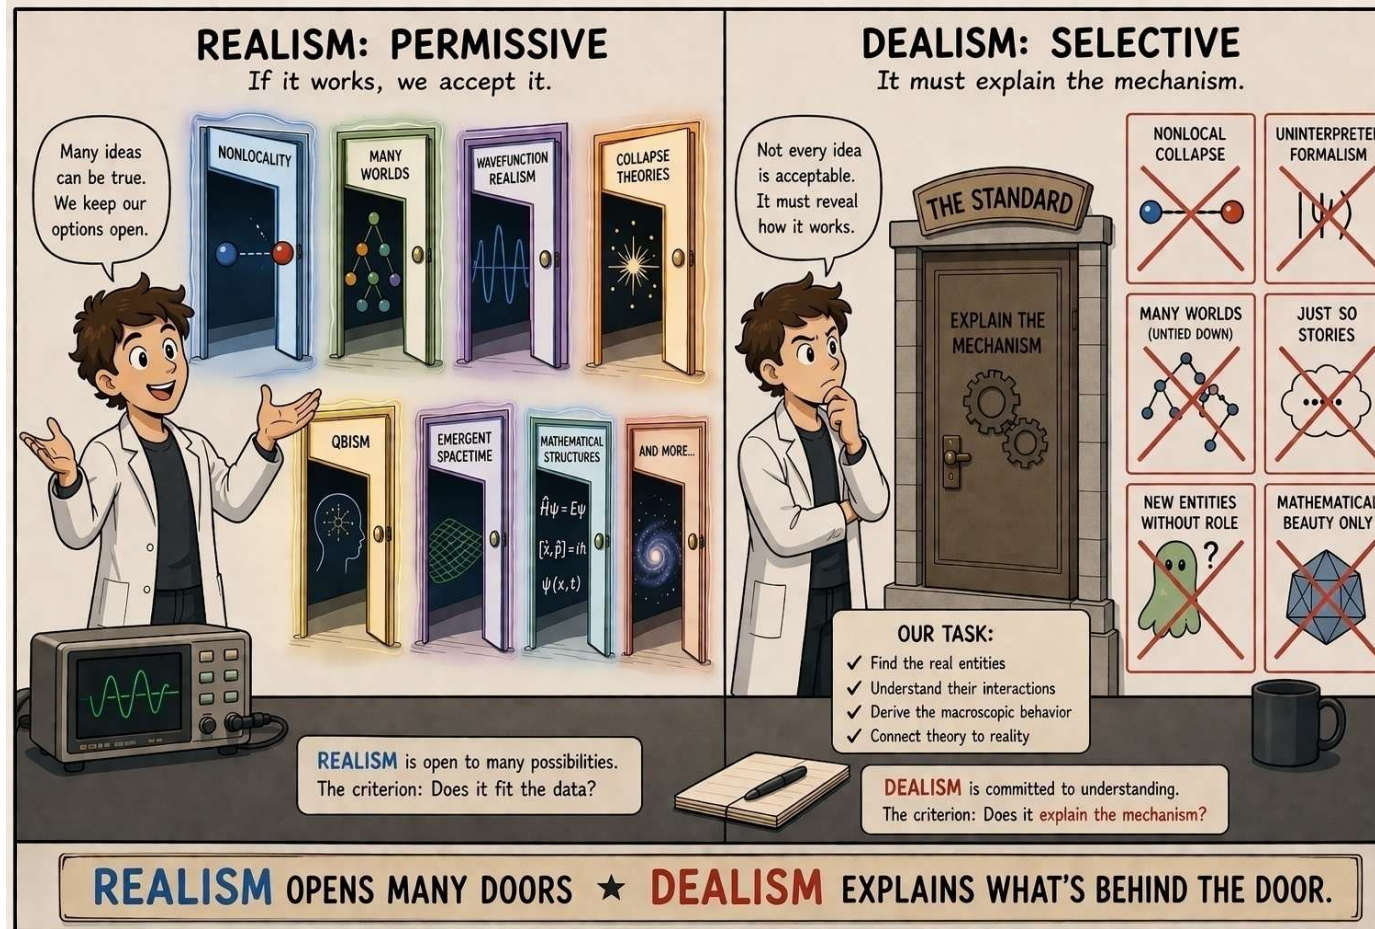 REALISM: PERMISSIVE
If it works, we accept it.
Many ideas
can be true.
We keep our
options open.
NONLOCALITY
MANY
WORLDS
WAVEFUNCTION
REALISM
COLLAPSE
THEORIES
QBISM
EMERGENT
SPACETIME
MATHEMATICAL
STRUCTURES
Ĥψ = Eψ
[x̂, p̂] = iħ
ψ(x,t)
AND MORE...
REALISM is open to many possibilities.
The criterion: Does it fit the data?
DEALISM: SELECTIVE
It must explain the mechanism.
Not every idea
is acceptable.
It must reveal
how it works.
THE STANDARD
EXPLAIN THE
MECHANISM
NONLOCAL
COLLAPSE
UNINTERPRETE
FORMALISM
|ψ⟩
MANY WORLDS
(UNTIED DOWN)
JUST SO
STORIES
NEW ENTITIES
WITHOUT ROLE
?
MATHEMATICAL
BEAUTY ONLY
OUR TASK:
✓ Find the real entities
✓ Understand their interactions
✓ Derive the macroscopic behavior
✓ Connect theory to reality
DEALISM is committed to understanding.
The criterion: Does it explain the mechanism?
REALISM OPENS MANY DOORS ★ DEALISM EXPLAINS WHAT'S BEHIND THE DOOR.